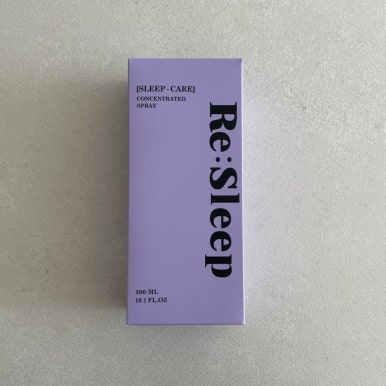 [SLEEP-CARE]
CONCENTRATED
SPRAY
Re:Sleep
300 ML
10.1 FL.OZ